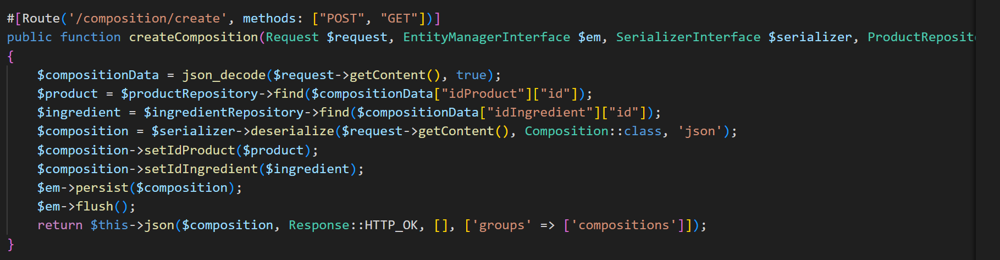 #[Route('/composition/create', methods: ["POST", "GET"])]
public function createComposition(Request $request, EntityManagerInterface $em, SerializerInterface $serializer, ProductReposit
{
    $compositionData = json_decode($request->getContent(), true);
    $product = $productRepository->find($compositionData["idProduct"]["id"]);
    $ingredient = $ingredientRepository->find($compositionData["idIngredient"]["id"]);
    $composition = $serializer->deserialize($request->getContent(), Composition::class, 'json');
    $composition->setIdProduct($product);
    $composition->setIdIngredient($ingredient);
    $em->persist($composition);
    $em->flush();
    return $this->json($composition, Response::HTTP_OK, [], ['groups' => ['compositions']]);
}